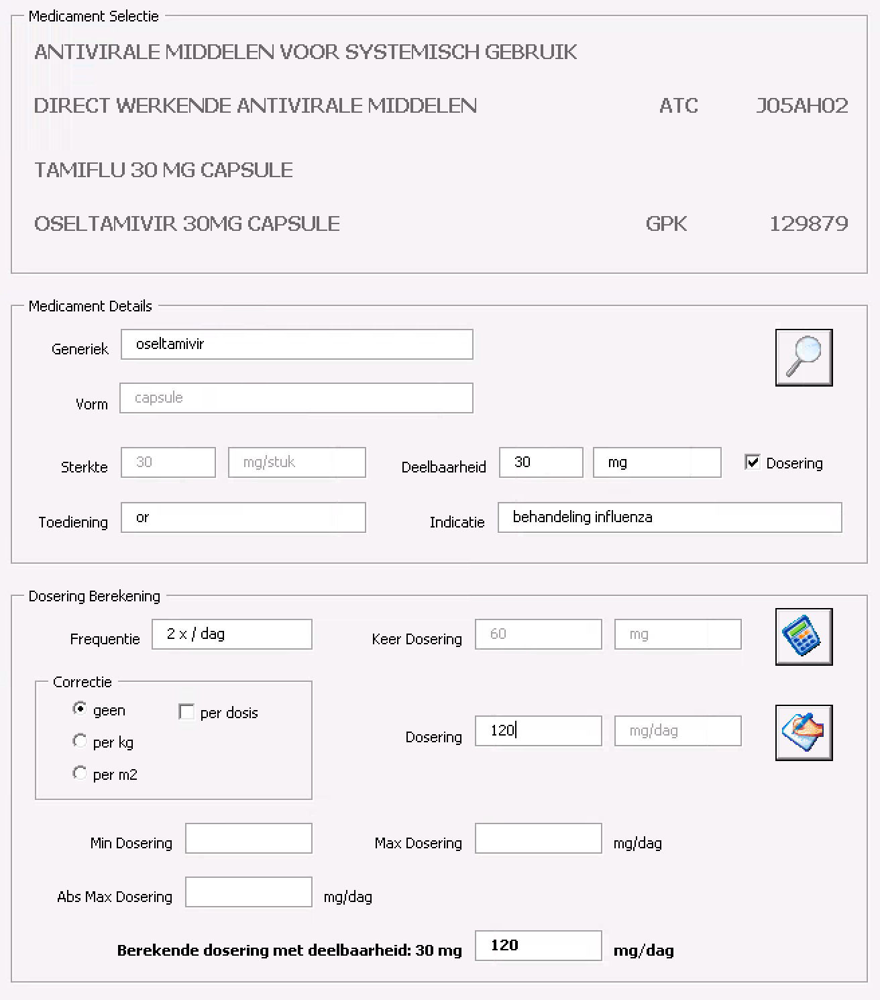 Medicament Selectie
ANTIVIRALE MIDDELEN VOOR SYSTEMISCH GEBRUIK
DIRECT WERKENDE ANTIVIRALE MIDDELEN ATC J05AH02
TAMIFLU 30 MG CAPSULE
OSELTAMIVIR 30MG CAPSULE GPK 129879
Medicament Details
Generiek oseltamivir
Vorm capsule
Sterkte 30 mg/stuk Deelbaarheid 30 mg Dosering
Toediening or Indicatie behandeling influenza
Dosering Berekening
Frequentie 2 x / dag Keer Dosering 60 mg
Correctie
geen per dosis
per kg
per m2
Dosering 120 mg/dag
Min Dosering Max Dosering mg/dag
Abs Max Dosering mg/dag
Berekende dosering met deelbaarheid: 30 mg 120 mg/dag